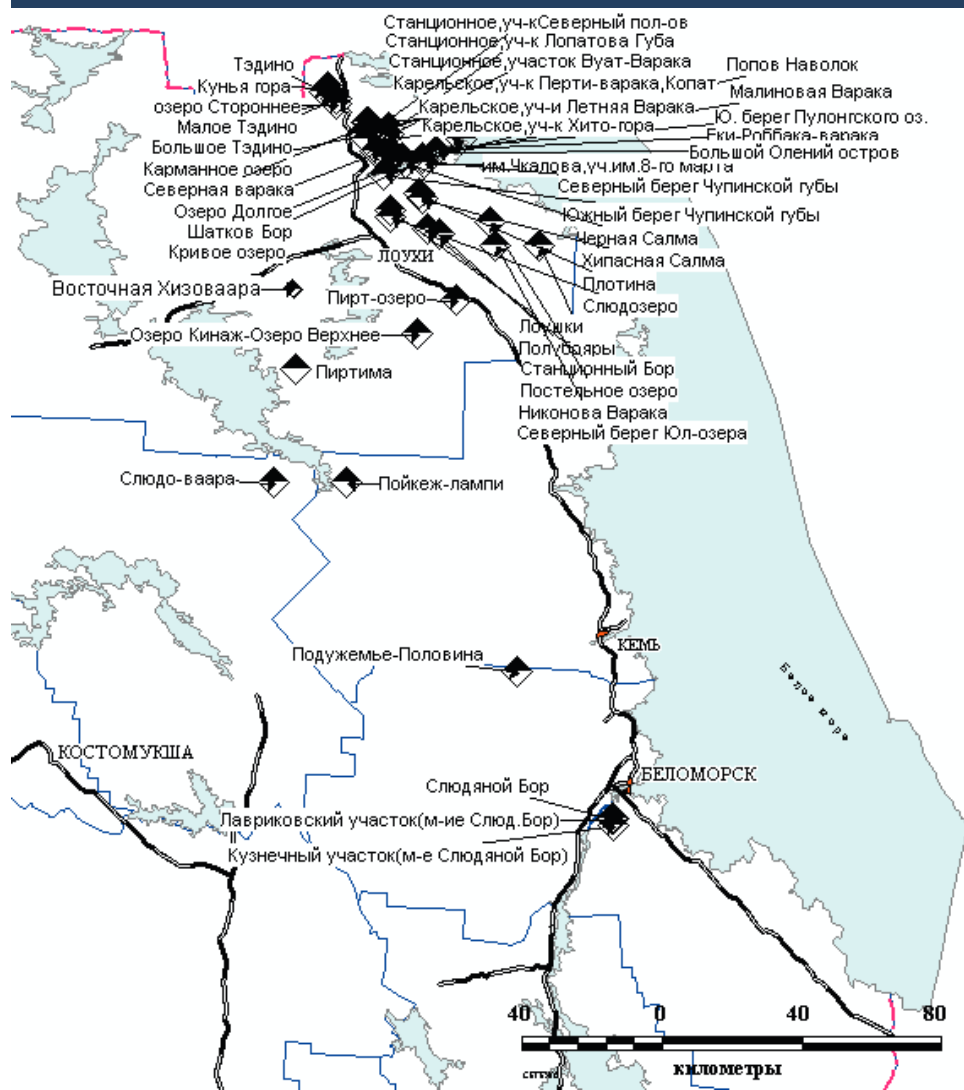 Станционное,уч-кСеверный пол-ов
Станционное,уч-к Лопатова Губа
Станционное,участок Вуат-Варака
Карельское,уч-к Перти-варака,Копат
Карельское,уч-и Летняя Варака
Карельское,уч-к Хито-гора
Попов Наволок
Малиновая Варака
Ю. берег Пулонгского оз.
Еки-Роббака-варака
Большой Олений остров
им.Чкалова,уч.им.8-го марта
Северный берег Чупинской губы
Южный берег Чупинской губы
Черная Салма
Хипасная Салма
Плотина
Слюдозеро
Тэдино
Кунья гора
озеро Стороннее
Малое Тэдино
Большое Тэдино
Карманное озеро
Северная варака
Озеро Долгое
Шатков Бор
Кривое озеро
ЛОУХИ
Восточная Хизоваара
Пирт-озеро
Озеро Кинаж-Озеро Верхнее
Пиртима
Лоушки
Полубояры
Станционный Бор
Постельное озеро
Никонова Варака
Северный берег Юл-озера
Слюдо-ваара
Пойкеж-лампи
КЕМЬ
Подужемье-Половина
Белое море
КОСТОМУКША
БЕЛОМОРСК
Слюдяной Бор
Лавриковский участок(м-ие Слюд.Бор)
Кузнечный участок(м-е Слюдяной Бор)
40 0 40 80
километры